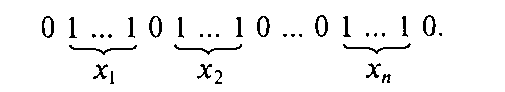 0 1 ... 1 0 1 ... 1 0 ... 0 1 ... 1 0.
x₁ x₂ xₙ